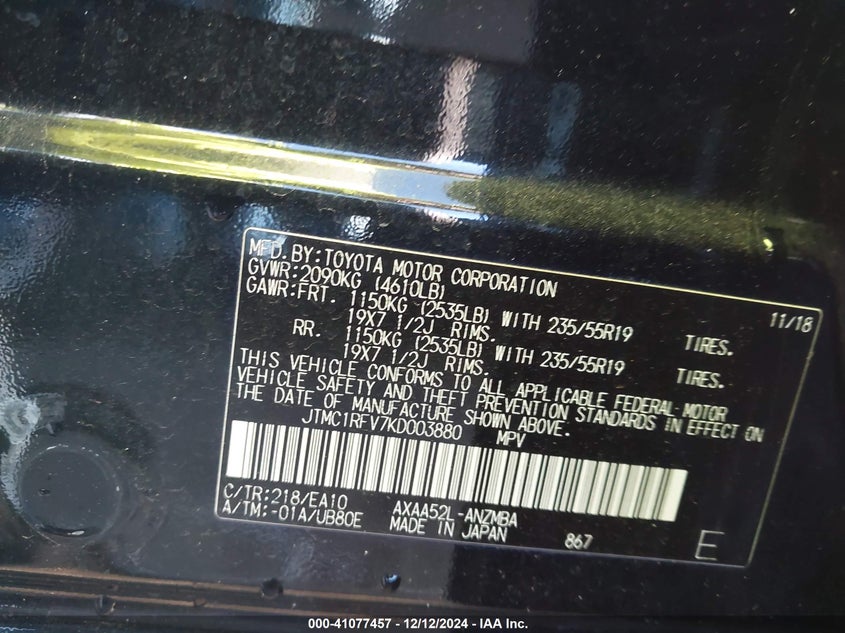 MFD. BY: TOYOTA MOTOR CORPORATION 11/18
GVWR: 2090KG (4610LB)
GAWR: FRT. 1150KG (2535LB) WITH 235/55R19 TIRES.
19X7 1/2J RIMS.
RR. 1150KG (2535LB) WITH 235/55R19 TIRES.
19X7 1/2J RIMS.
THIS VEHICLE CONFORMS TO ALL APPLICABLE FEDERAL MOTOR
VEHICLE SAFETY AND THEFT PREVENTION STANDARDS IN EFFECT ON
THE DATE OF MANUFACTURE SHOWN ABOVE.
JTMC1RFV7KD003880 MPV
C/TR:218/EA10 AXAA52L-ANZMBA
A/TM:-01A/UB80E MADE IN JAPAN 867 E
000-41077457 - 12/12/2024 - IAA Inc.